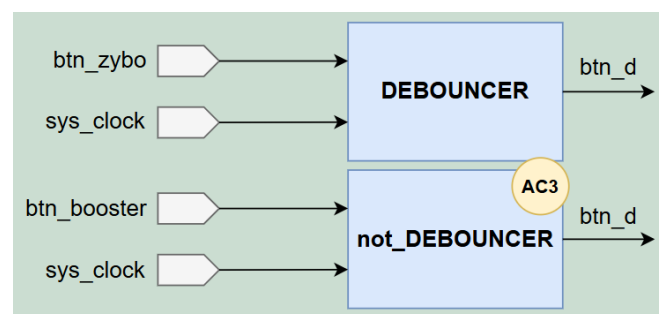 btn_zybo
sys_clock
DEBOUNCER
btn_d
btn_booster
sys_clock
not_DEBOUNCER
AC3
btn_d